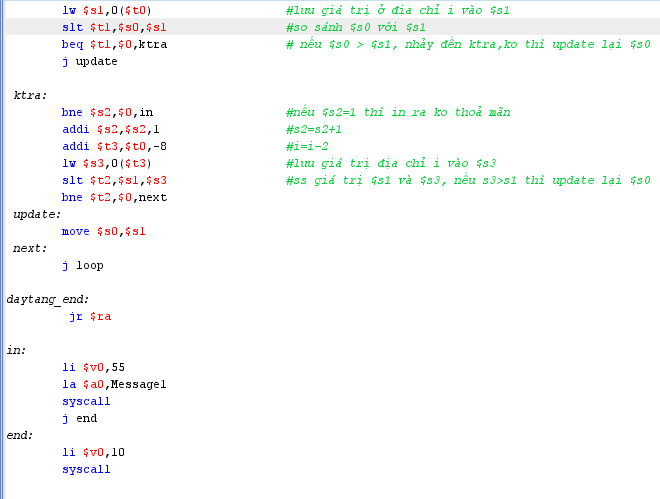 lw $s1,0($t0) #lưu giá trị ở địa chỉ i vào $s1
slt $t1,$s0,$s1 #so sánh $s0 với $s1
beq $t1,$0,ktra # nếu $s0 > $s1, nhảy đến ktra,ko thì update lại $s0
j update
ktra:
bne $s2,$0,in #nếu $s2=1 thì in ra ko thoả mãn
addi $s2,$s2,1 #s2=s2+1
addi $t3,$t0,-8 #i=i-2
lw $s3,0($t3) #lưu giá trị địa chỉ i vào $s3
slt $t2,$s1,$s3 #ss giá trị $s1 và $s3, nếu s3>s1 thì update lại $s0
bne $t2,$0,next
update:
move $s0,$s1
next:
j loop
daytang_end:
jr $ra
in:
li $v0,55
la $a0,Message1
syscall
j end
end:
li $v0,10
syscall